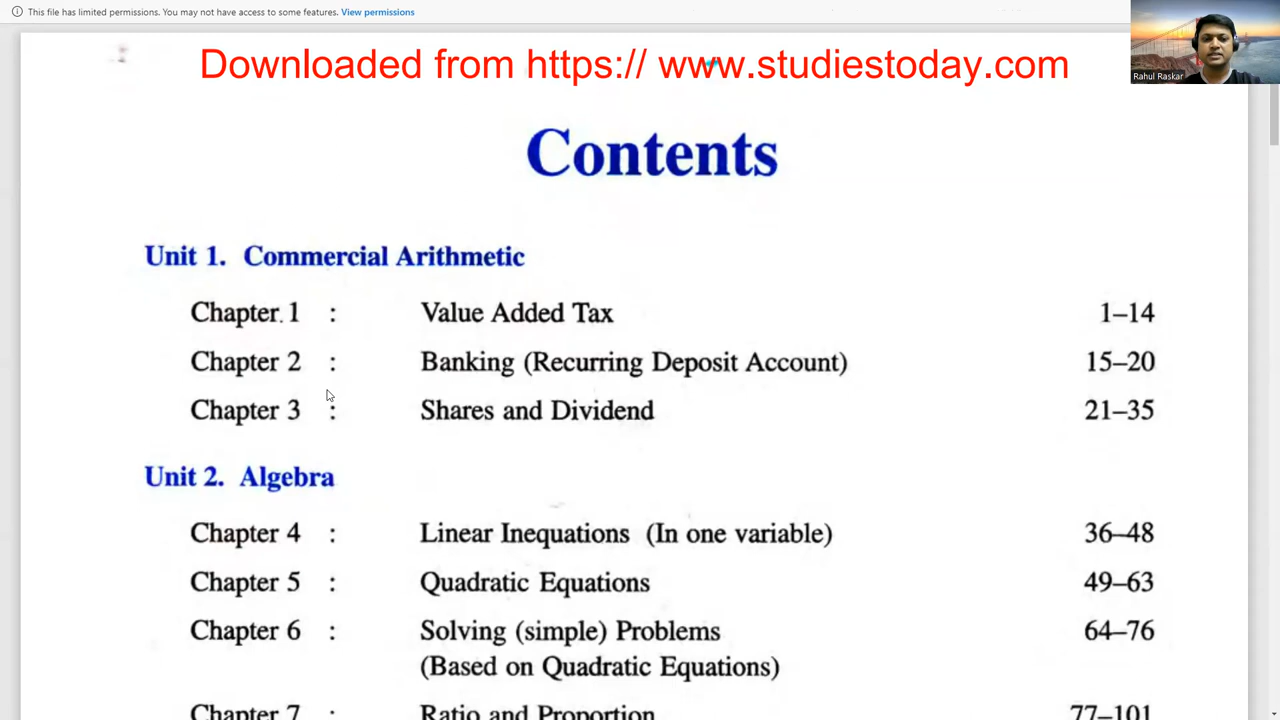 This file has limited permissions. You may not have access to some features. View permissions
Downloaded from https:// www.studiestoday.com
Rahul Raskar
Contents
Unit 1. Commercial Arithmetic
Chapter. 1 : Value Added Tax 1–14
Chapter 2 : Banking (Recurring Deposit Account) 15–20
Chapter 3 : Shares and Dividend 21–35
Unit 2. Algebra
Chapter 4 : Linear Inequations (In one variable) 36–48
Chapter 5 : Quadratic Equations 49–63
Chapter 6 : Solving (simple) Problems 64–76
(Based on Quadratic Equations)
Chapter 7 : Ratio and Proportion 77–101